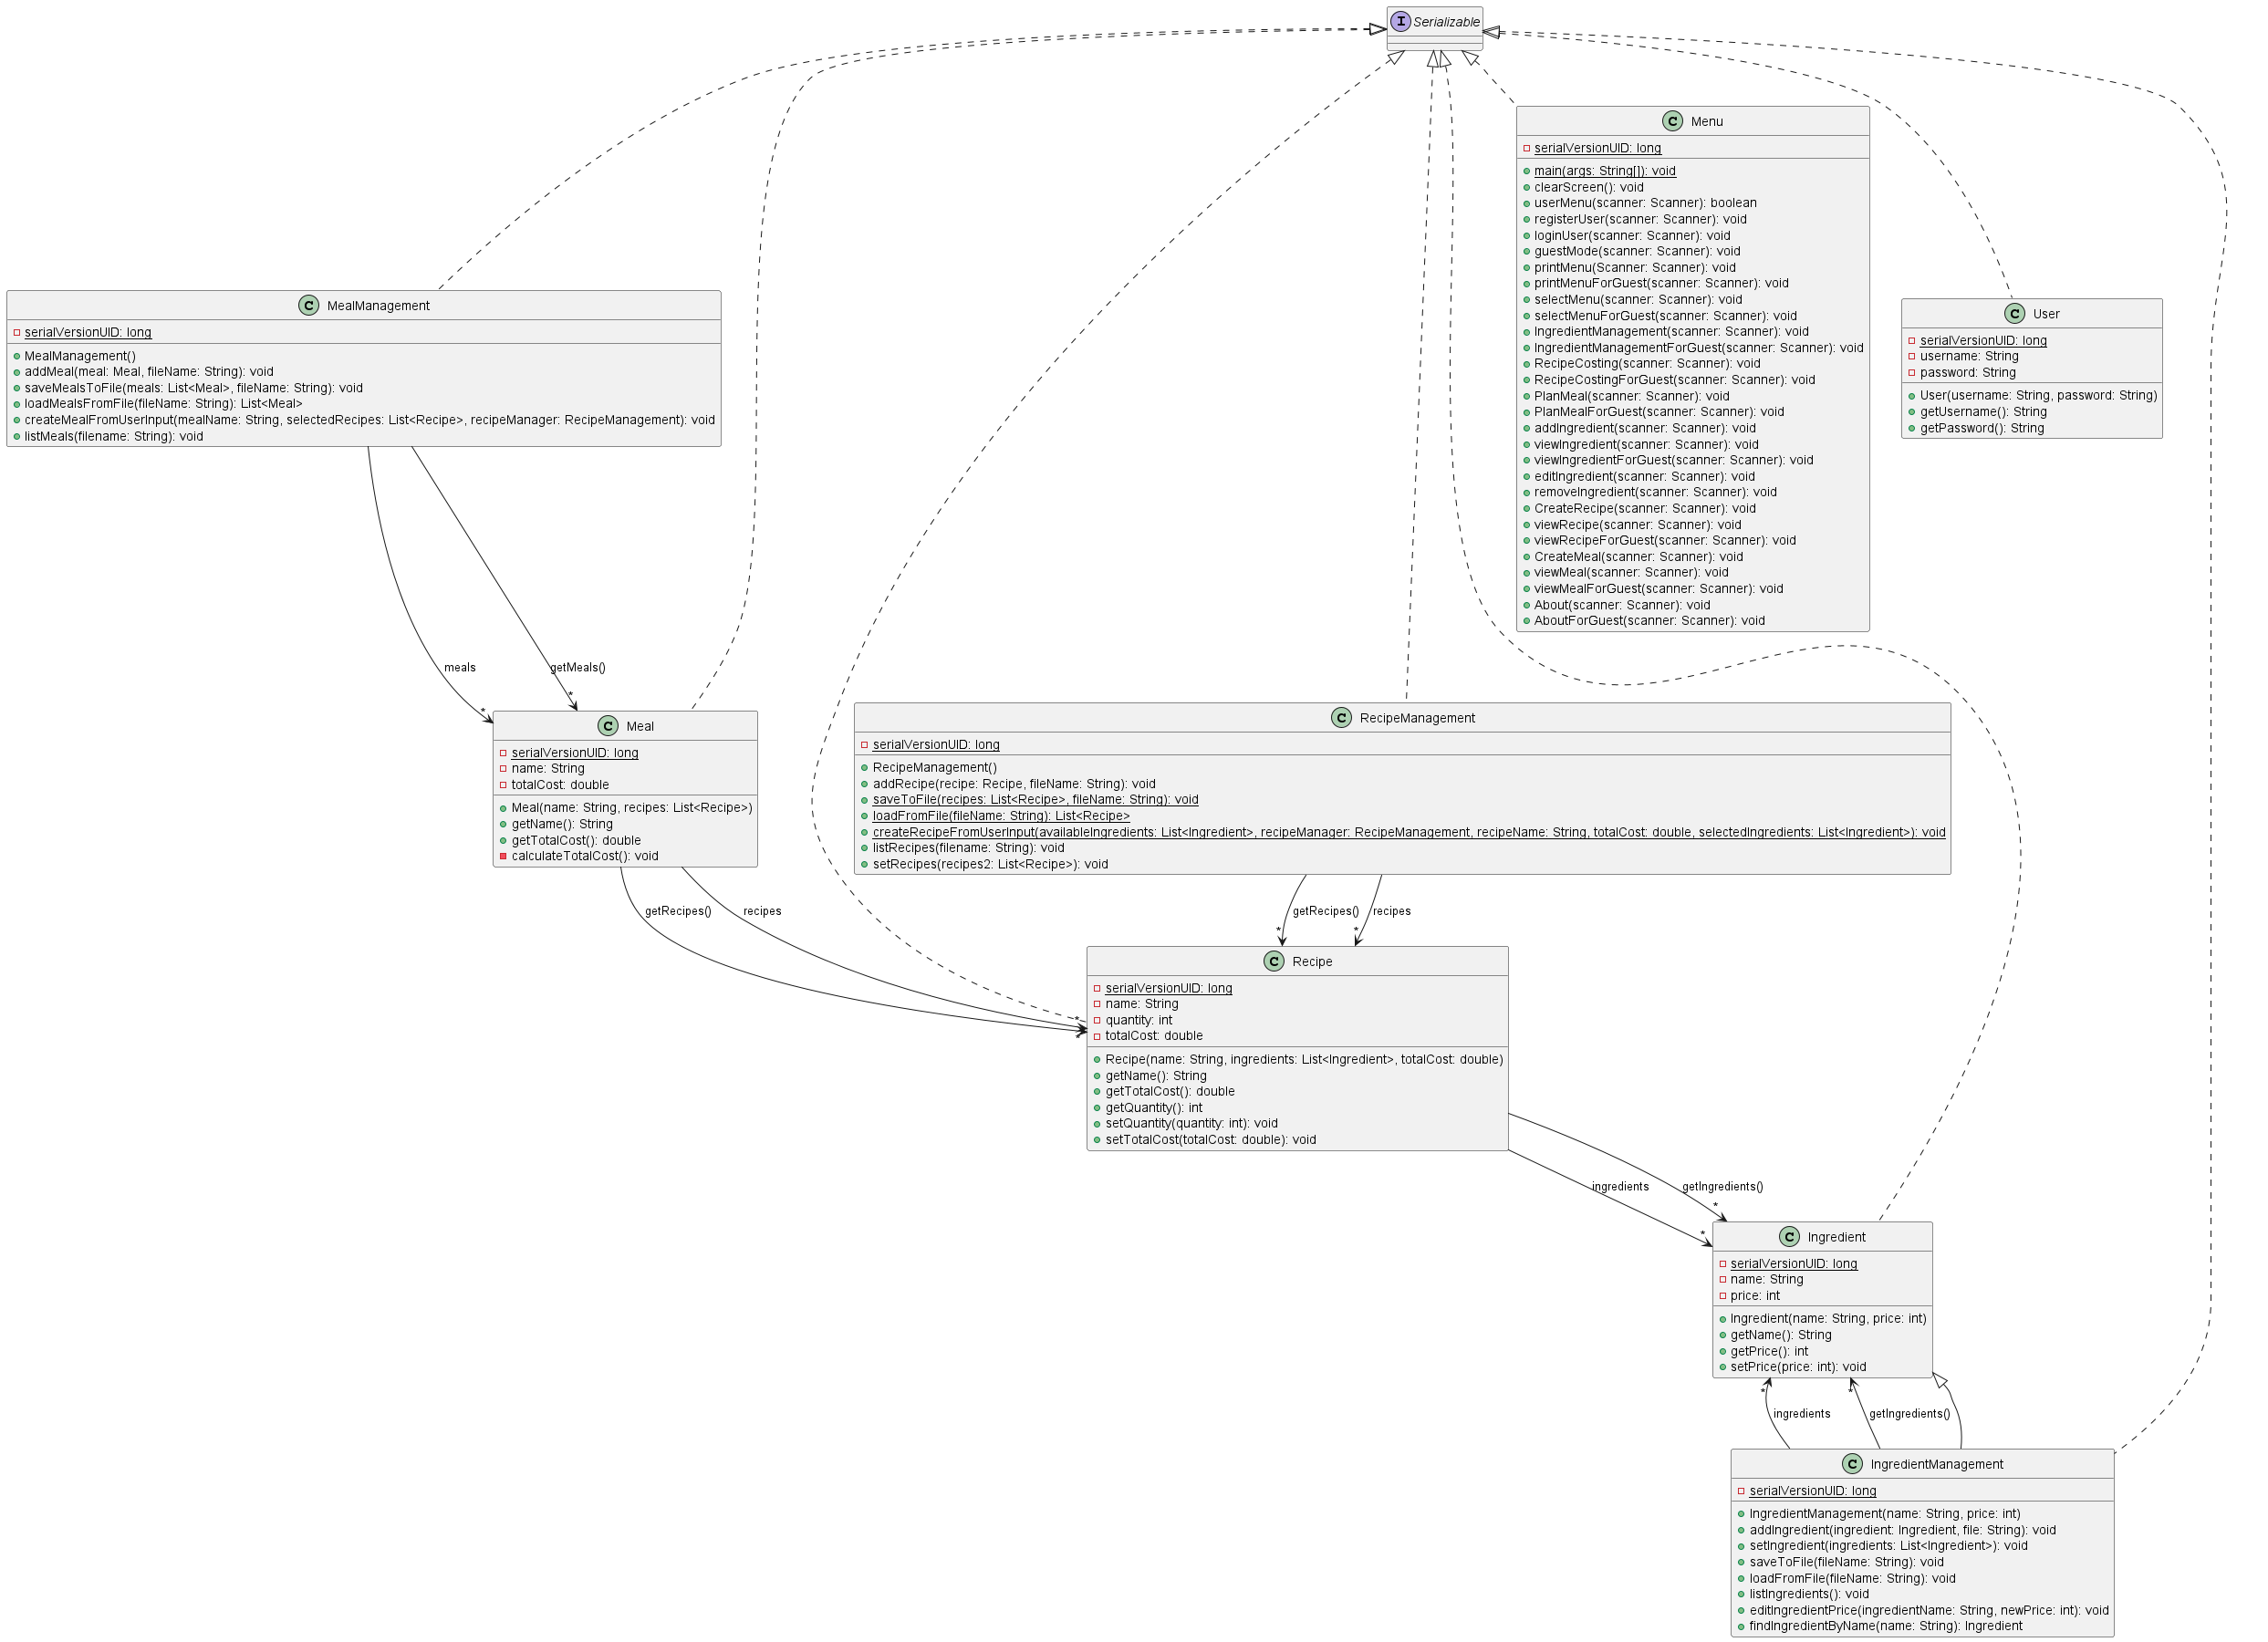 I Serializable
C Menu
serialVersionUID: long
main(args: String[]): void
clearScreen(): void
userMenu(scanner: Scanner): boolean
registerUser(scanner: Scanner): void
loginUser(scanner: Scanner): void
guestMode(scanner: Scanner): void
printMenu(Scanner: Scanner): void
printMenuForGuest(scanner: Scanner): void
selectMenu(scanner: Scanner): void
selectMenuForGuest(scanner: Scanner): void
IngredientManagement(scanner: Scanner): void
IngredientManagementForGuest(scanner: Scanner): void
RecipeCosting(scanner: Scanner): void
RecipeCostingForGuest(scanner: Scanner): void
PlanMeal(scanner: Scanner): void
PlanMealForGuest(scanner: Scanner): void
addIngredient(scanner: Scanner): void
viewIngredient(scanner: Scanner): void
viewIngredientForGuest(scanner: Scanner): void
editIngredient(scanner: Scanner): void
removeIngredient(scanner: Scanner): void
CreateRecipe(scanner: Scanner): void
viewRecipe(scanner: Scanner): void
viewRecipeForGuest(scanner: Scanner): void
CreateMeal(scanner: Scanner): void
viewMeal(scanner: Scanner): void
viewMealForGuest(scanner: Scanner): void
About(scanner: Scanner): void
AboutForGuest(scanner: Scanner): void
C MealManagement
serialVersionUID: long
MealManagement()
addMeal(meal: Meal, fileName: String): void
saveMealsToFile(meals: List<Meal>, fileName: String): void
loadMealsFromFile(fileName: String): List<Meal>
createMealFromUserInput(mealName: String, selectedRecipes: List<Recipe>, recipeManager: RecipeManagement): void
listMeals(filename: String): void
C User
serialVersionUID: long
username: String
password: String
User(username: String, password: String)
getUsername(): String
getPassword(): String
meals
*
getMeals()
*
C Meal
serialVersionUID: long
name: String
totalCost: double
Meal(name: String, recipes: List<Recipe>)
getName(): String
getTotalCost(): double
calculateTotalCost(): void
C RecipeManagement
serialVersionUID: long
RecipeManagement()
addRecipe(recipe: Recipe, fileName: String): void
saveToFile(recipes: List<Recipe>, fileName: String): void
loadFromFile(fileName: String): List<Recipe>
createRecipeFromUserInput(availableIngredients: List<Ingredient>, recipeManager: RecipeManagement, recipeName: String, totalCost: double, selectedIngredients: List<Ingredient>): void
listRecipes(filename: String): void
setRecipes(recipes2: List<Recipe>): void
getRecipes()
*
recipes
*
getRecipes()
*
recipes
*
C Recipe
serialVersionUID: long
name: String
quantity: int
totalCost: double
Recipe(name: String, ingredients: List<Ingredient>, totalCost: double)
getName(): String
getTotalCost(): double
getQuantity(): int
setQuantity(quantity: int): void
setTotalCost(totalCost: double): void
ingredients
*
getIngredients()
*
C Ingredient
serialVersionUID: long
name: String
price: int
Ingredient(name: String, price: int)
getName(): String
getPrice(): int
setPrice(price: int): void
*
ingredients
*
getIngredients()
C IngredientManagement
serialVersionUID: long
IngredientManagement(name: String, price: int)
addIngredient(ingredient: Ingredient, file: String): void
setIngredient(ingredients: List<Ingredient>): void
saveToFile(fileName: String): void
loadFromFile(fileName: String): void
listIngredients(): void
editIngredientPrice(ingredientName: String, newPrice: int): void
findIngredientByName(name: String): Ingredient